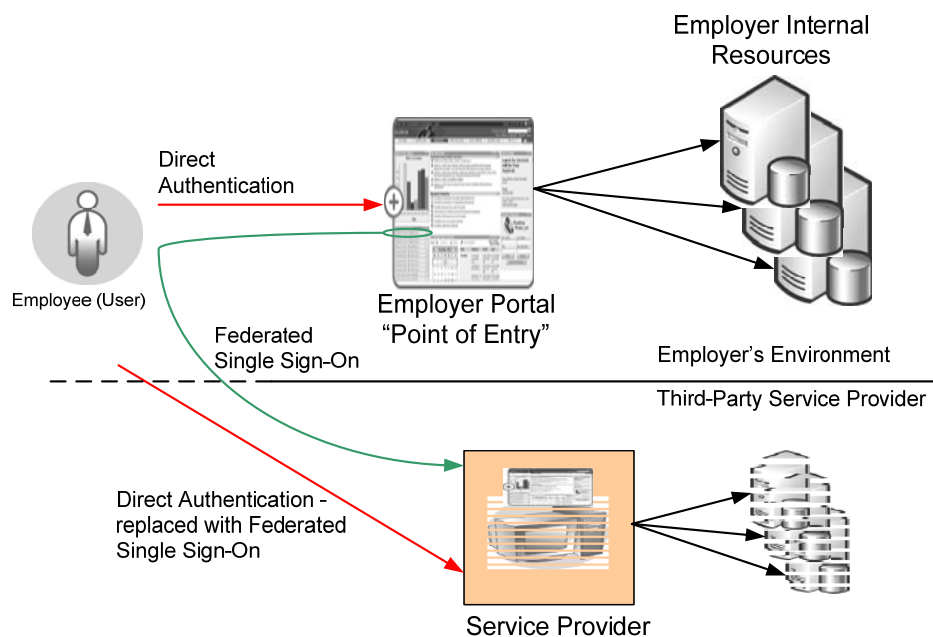 Employer Internal
Resources
Direct
Authentication
Employee (User)
Employer Portal
“Point of Entry”
Federated
Single Sign-On
Employer’s Environment
Third-Party Service Provider
Direct Authentication -
replaced with Federated
Single Sign-On
Service Provider